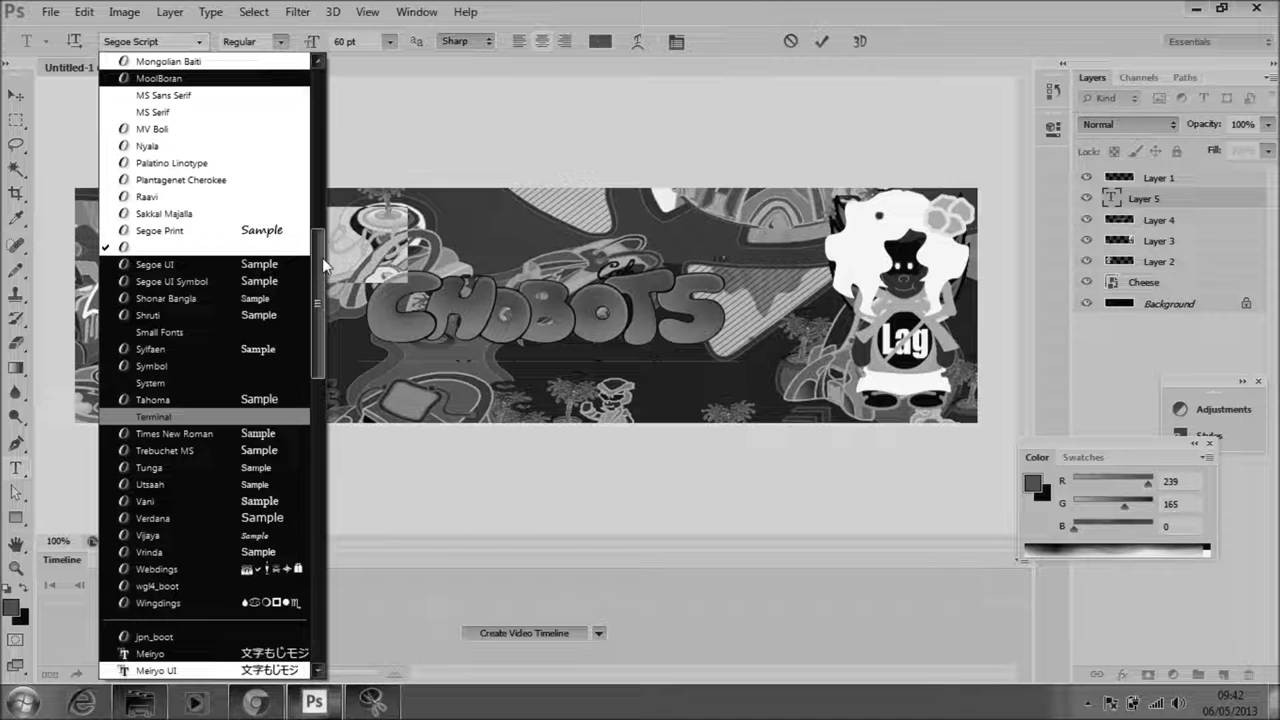 Ps File Edit Image Layer Type Select Filter 3D View Window Help
T Segoe Script Regular 60 pt Sharp 3D Essentials
Untitled-1
Mongolian Baiti
MoolBoran
MS Sans Serif
MS Serif
MV Boli
Nyala
Palatino Linotype
Plantagenet Cherokee
Raavi
Sakkal Majalla
Segoe Print Sample
Segoe UI Sample
Segoe UI Symbol Sample
Shonar Bangla Sample
Shruti Sample
Small Fonts
Sylfaen Sample
Symbol
System
Tahoma Sample
Terminal
Times New Roman Sample
Trebuchet MS Sample
Tunga Sample
Utsaah Sample
Vani Sample
Verdana Sample
Vijaya Sample
Vrinda Sample
Webdings
wgl4_boot
Wingdings
jpn_boot
Meiryo 文字もじモジ
Meiryo UI 文字もじモジ
CHOBOTS
Lag
Layers Channels Paths
Kind
Normal Opacity: 100%
Lock: Fill: 100%
Layer 1
Layer 5
Layer 4
Layer 3
Layer 2
Cheese
Background
Adjustments
Styles
Color Swatches
R 239
G 165
B 0
100%
Timeline
Create Video Timeline
Ps
09:42
06/05/2013